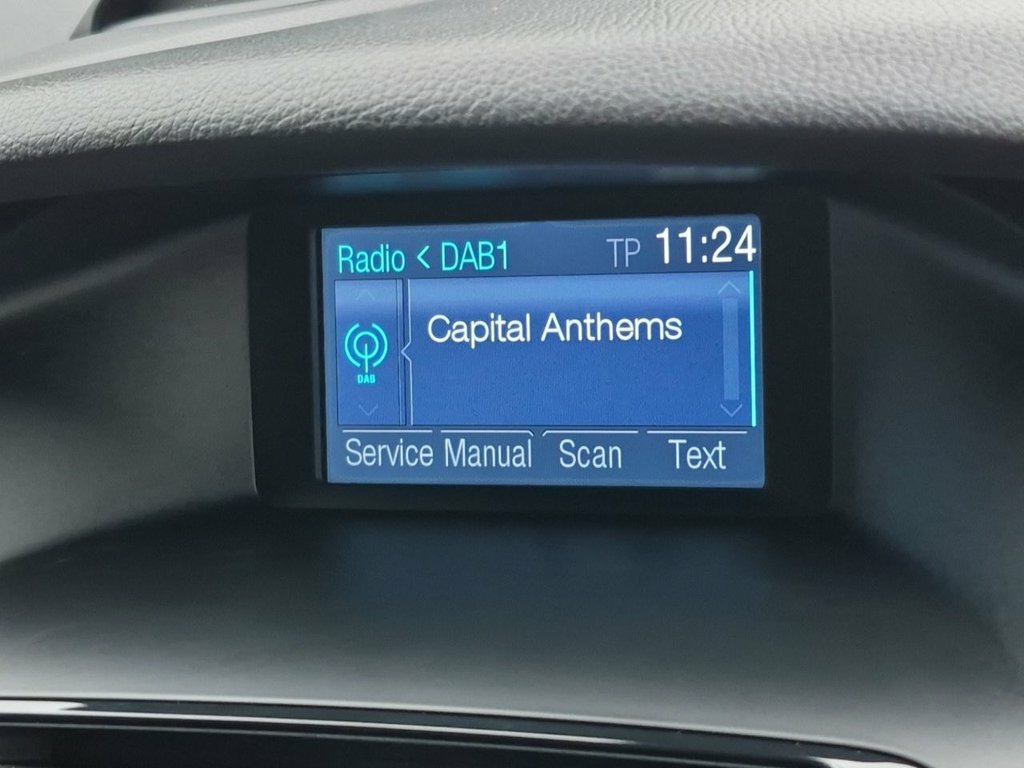 Radio < DAB1 TP 11:24
Capital Anthems
DAB
Service Manual Scan Text